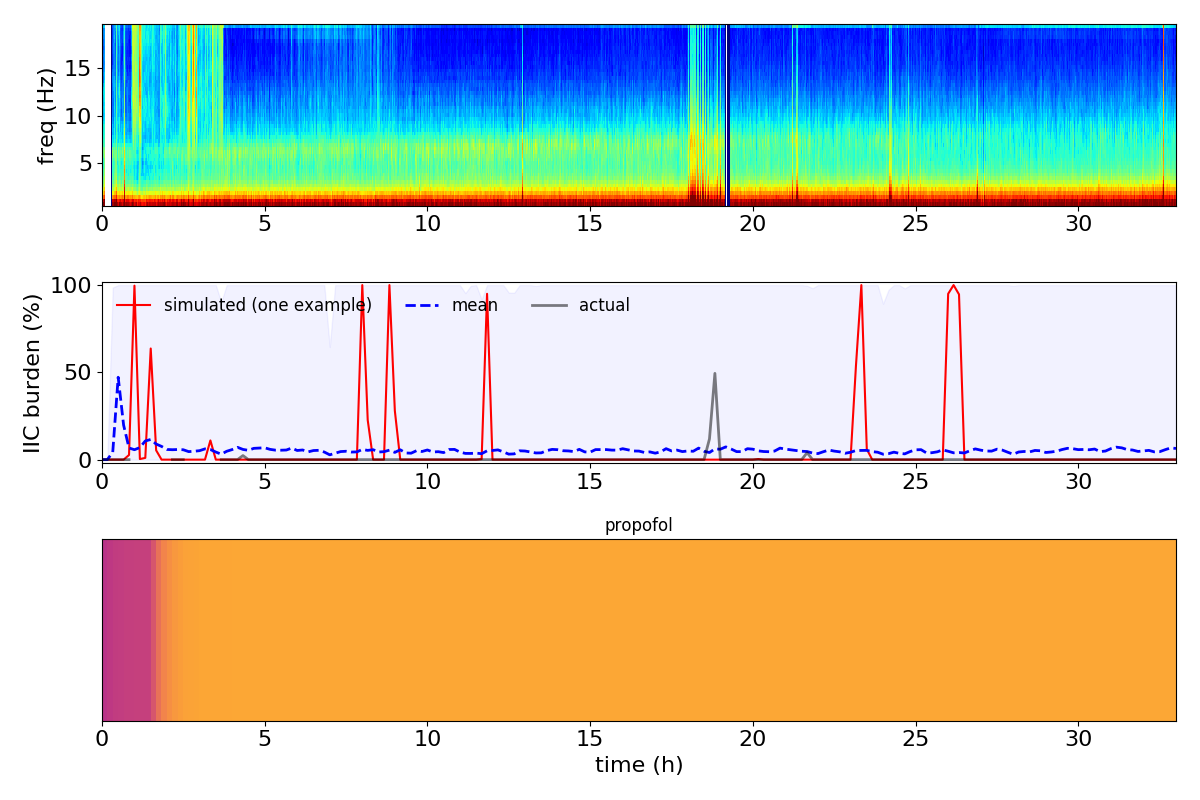 freq (Hz)
15
10
5
0 5 10 15 20 25 30
IIC burden (%)
100
50
0
simulated (one example) mean actual
0 5 10 15 20 25 30
propofol
0 5 10 15 20 25 30
time (h)